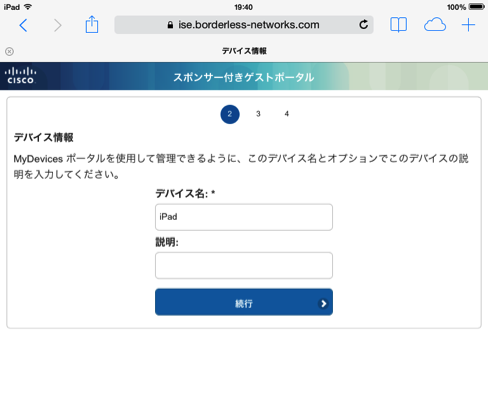 iPad 19:40 100%
ise.borderless-networks.com
デバイス情報
CISCO スポンサー付きゲストポータル
2 3 4
デバイス情報
MyDevices ポータルを使用して管理できるように、このデバイス名とオプションでこのデバイスの説
明を入力してください。
デバイス名: *
iPad
説明:
続行